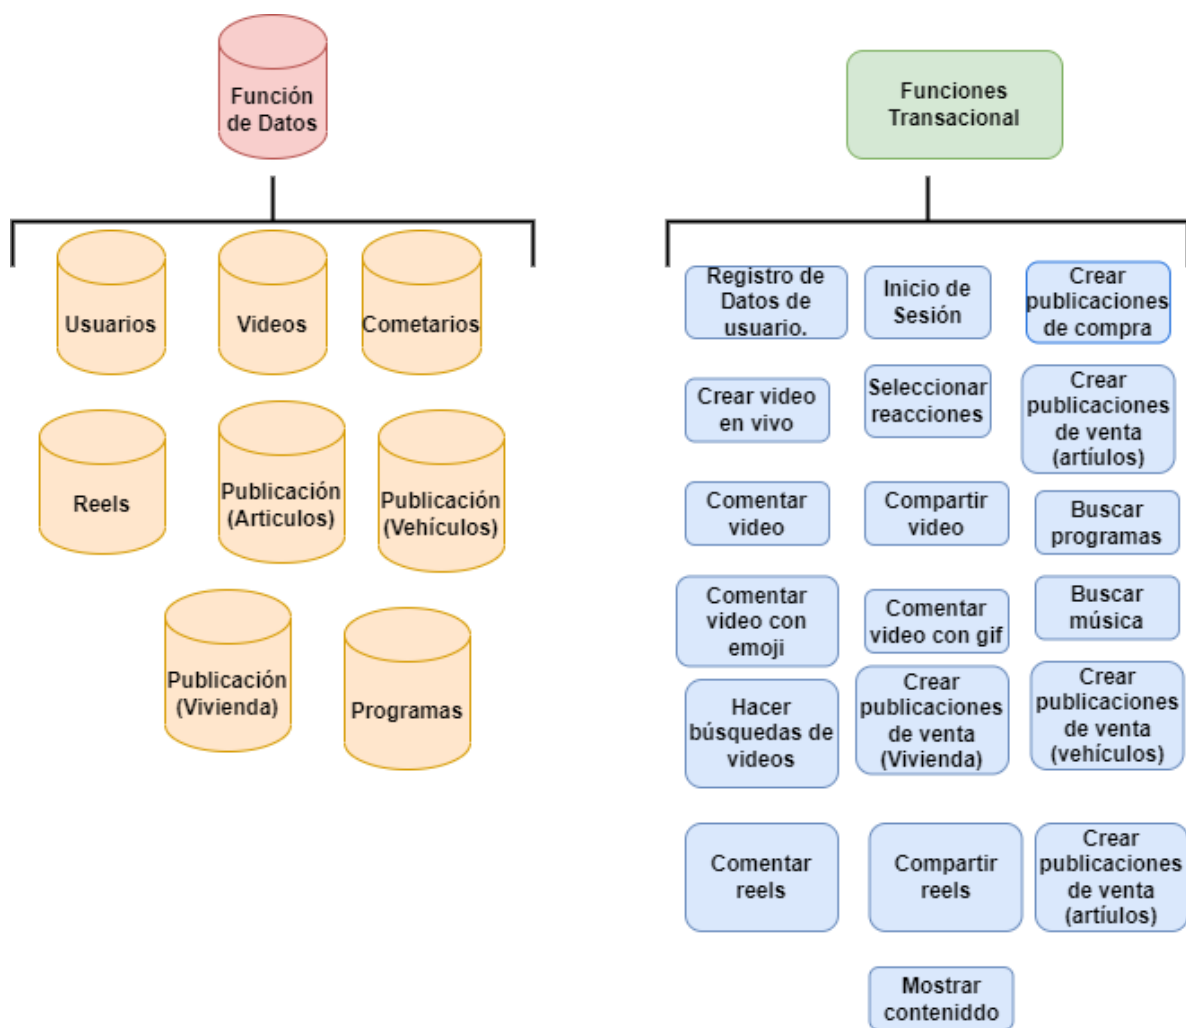 Función
de Datos
Usuarios
Videos
Cometarios
Reels
Publicación
(Articulos)
Publicación
(Vehículos)
Publicación
(Vivienda)
Programas
Funciones
Transacional
Registro de
Datos de
usuario.
Inicio de
Sesión
Crear
publicaciones
de compra
Crear video
en vivo
Seleccionar
reacciones
Crear
publicaciones
de venta
(artíulos)
Comentar
video
Compartir
video
Buscar
programas
Comentar
video con
emoji
Comentar
video con gif
Buscar
música
Hacer
búsquedas de
videos
Crear
publicaciones
de venta
(Vivienda)
Crear
publicaciones
de venta
(vehículos)
Comentar
reels
Compartir
reels
Crear
publicaciones
de venta
(artíulos)
Mostrar
conteniddo